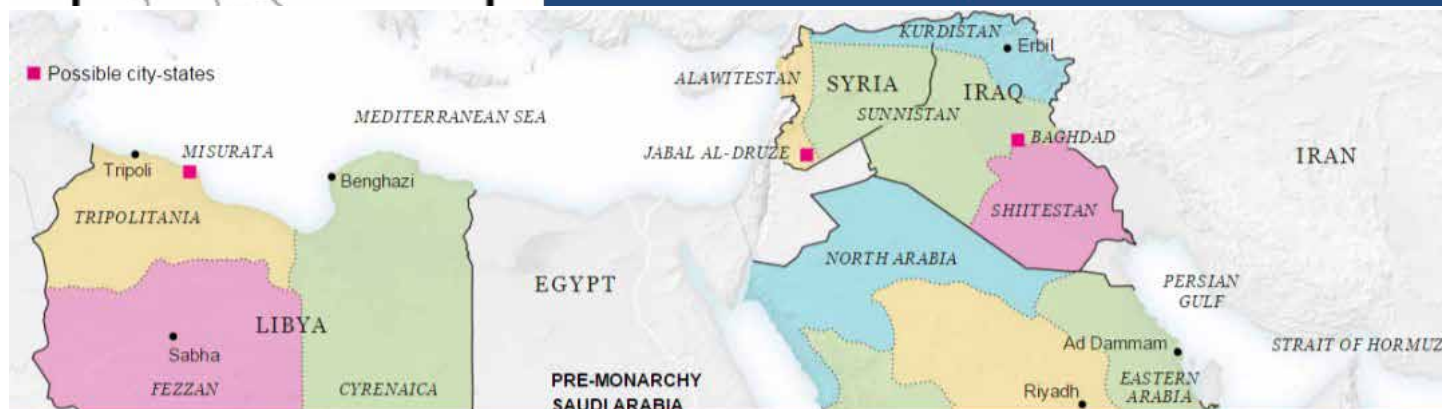 Possible city-states
KURDISTAN
Erbil
ALAWITESTAN
SYRIA
IRAQ
SUNNISTAN
MEDITERRANEAN SEA
BAGHDAD
JABAL AL-DRUZE
IRAN
MISURATA
Tripoli
Benghazi
TRIPOLITANIA
SHIITESTAN
NORTH ARABIA
EGYPT
PERSIAN
GULF
LIBYA
Sabha
Ad Dammam
STRAIT OF HORMUZ
FEZZAN
CYRENAICA
PRE-MONARCHY
SAUDI ARABIA
Riyadh
EASTERN
ARABIA